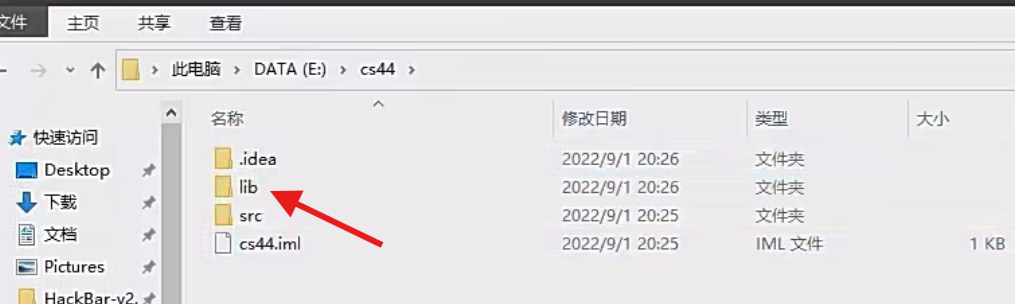 文件 主页 共享 查看
此电脑 DATA (E:) cs44
名称 修改日期 类型 大小
快速访问
.idea 2022/9/1 20:26 文件夹
Desktop
lib 2022/9/1 20:26 文件夹
下载
src 2022/9/1 20:25 文件夹
文档
cs44.iml 2022/9/1 20:25 IML 文件 1 KB
Pictures
HackBar-v2.